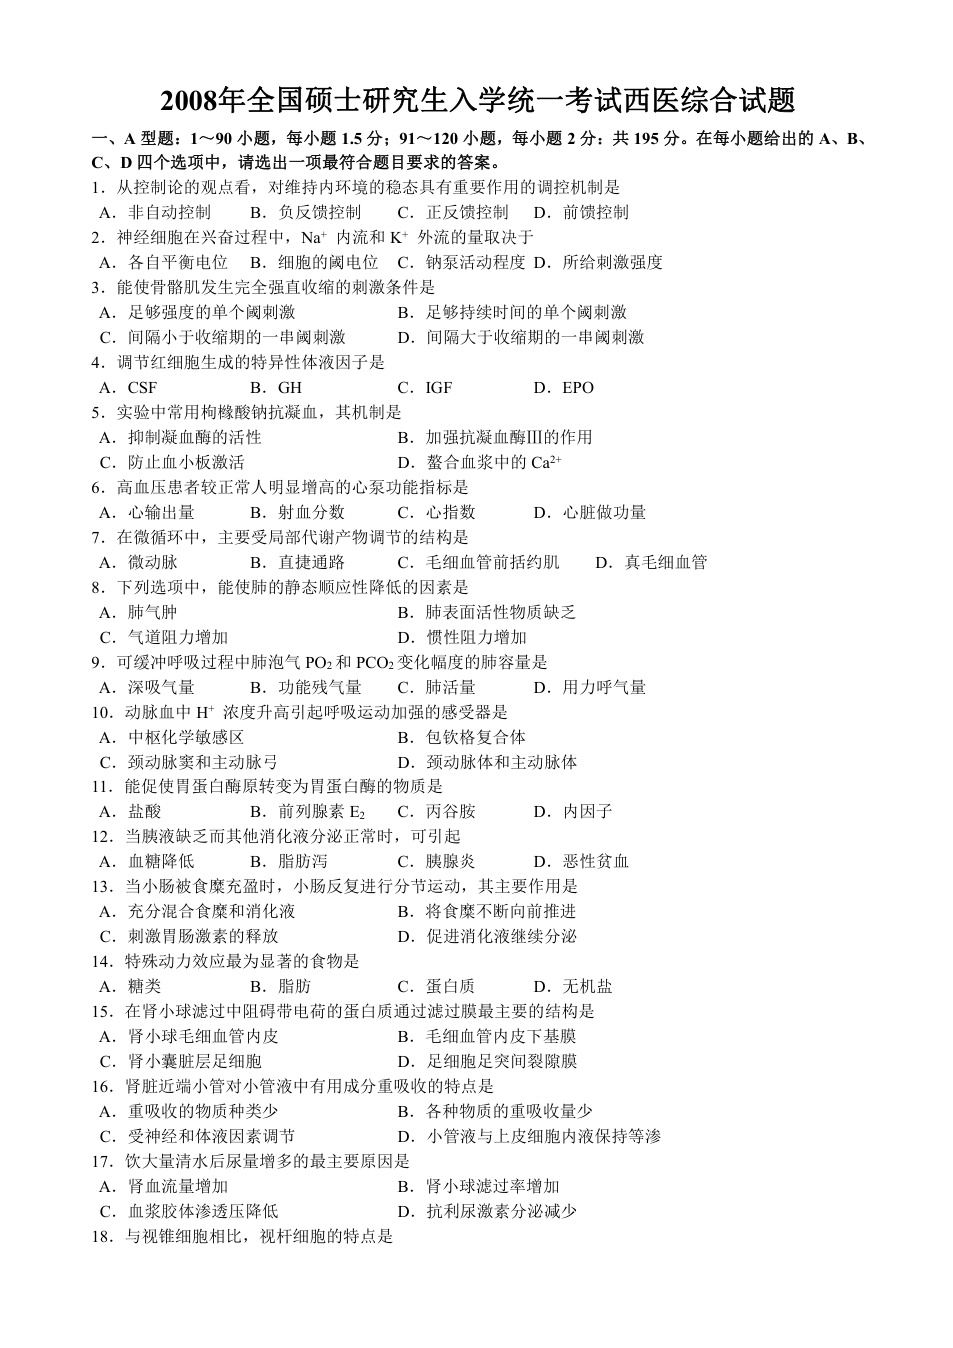 2008年全国硕士研究生入学统一考试西医综合试题
一、A 型题：1～90 小题，每小题 1.5 分；91～120 小题，每小题 2 分：共 195 分。在每小题给出的 A、B、
C、D 四个选项中，请选出一项最符合题目要求的答案。
1．从控制论的观点看，对维持内环境的稳态具有重要作用的调控机制是
A．非自动控制 B．负反馈控制 C．正反馈控制 D．前馈控制
2．神经细胞在兴奋过程中，Na⁺ 内流和 K⁺ 外流的量取决于
A．各自平衡电位 B．细胞的阈电位 C．钠泵活动程度 D．所给刺激强度
3．能使骨骼肌发生完全强直收缩的刺激条件是
A．足够强度的单个阈刺激 B．足够持续时间的单个阈刺激
C．间隔小于收缩期的一串阈刺激 D．间隔大于收缩期的一串阈刺激
4．调节红细胞生成的特异性体液因子是
A．CSF B．GH C．IGF D．EPO
5．实验中常用枸橼酸钠抗凝血，其机制是
A．抑制凝血酶的活性 B．加强抗凝血酶Ⅲ的作用
C．防止血小板激活 D．螯合血浆中的 Ca²⁺
6．高血压患者较正常人明显增高的心泵功能指标是
A．心输出量 B．射血分数 C．心指数 D．心脏做功量
7．在微循环中，主要受局部代谢产物调节的结构是
A．微动脉 B．直捷通路 C．毛细血管前括约肌 D．真毛细血管
8．下列选项中，能使肺的静态顺应性降低的因素是
A．肺气肿 B．肺表面活性物质缺乏
C．气道阻力增加 D．惯性阻力增加
9．可缓冲呼吸过程中肺泡气 PO₂ 和 PCO₂ 变化幅度的肺容量是
A．深吸气量 B．功能残气量 C．肺活量 D．用力呼气量
10．动脉血中 H⁺ 浓度升高引起呼吸运动加强的感受器是
A．中枢化学敏感区 B．包钦格复合体
C．颈动脉窦和主动脉弓 D．颈动脉体和主动脉体
11．能促使胃蛋白酶原转变为胃蛋白酶的物质是
A．盐酸 B．前列腺素 E₂ C．丙谷胺 D．内因子
12．当胰液缺乏而其他消化液分泌正常时，可引起
A．血糖降低 B．脂肪泻 C．胰腺炎 D．恶性贫血
13．当小肠被食糜充盈时，小肠反复进行分节运动，其主要作用是
A．充分混合食糜和消化液 B．将食糜不断向前推进
C．刺激胃肠激素的释放 D．促进消化液继续分泌
14．特殊动力效应最为显著的食物是
A．糖类 B．脂肪 C．蛋白质 D．无机盐
15．在肾小球滤过中阻碍带电荷的蛋白质通过滤过膜最主要的结构是
A．肾小球毛细血管内皮 B．毛细血管内皮下基膜
C．肾小囊脏层足细胞 D．足细胞足突间裂隙膜
16．肾脏近端小管对小管液中有用成分重吸收的特点是
A．重吸收的物质种类少 B．各种物质的重吸收量少
C．受神经和体液因素调节 D．小管液与上皮细胞内液保持等渗
17．饮大量清水后尿量增多的最主要原因是
A．肾血流量增加 B．肾小球滤过率增加
C．血浆胶体渗透压降低 D．抗利尿激素分泌减少
18．与视锥细胞相比，视杆细胞的特点是